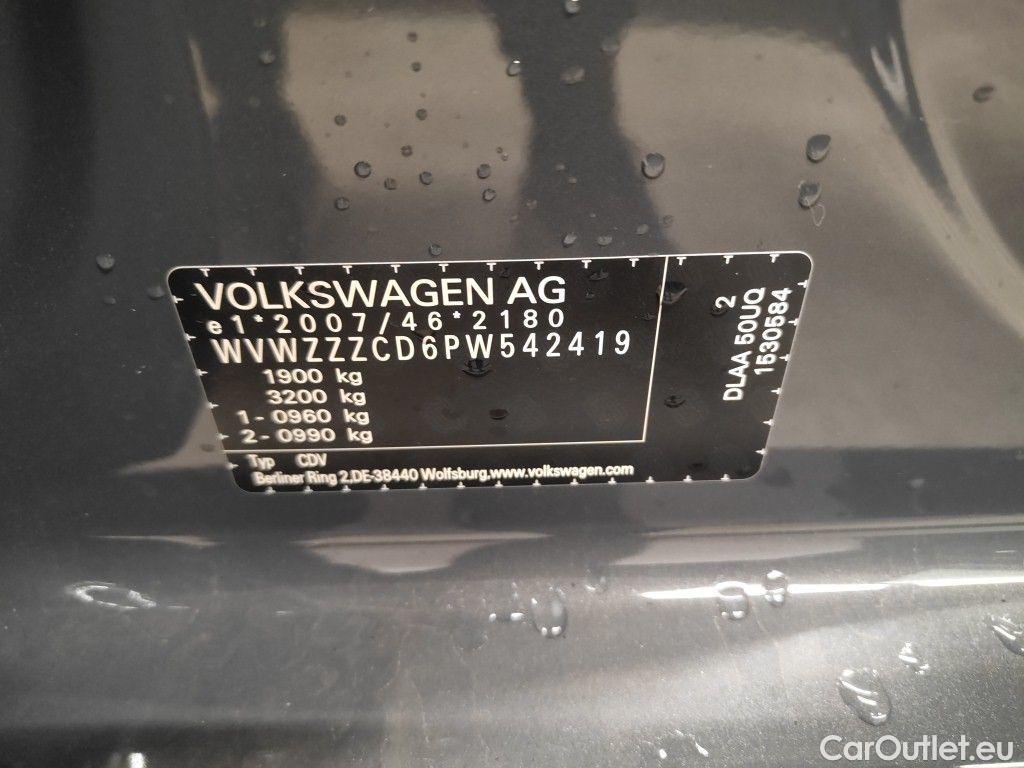 VOLKSWAGEN AG
e1*2007/46*2180
WVWZZZCD6PW542419
1900 kg
3200 kg
1 - 0960 kg
2 - 0990 kg
Typ CDV
Berliner Ring 2.DE-38440 Wolfsburg.www.volkswagen.com
2
DLAA 50UQ
1530584
CarOutlet.eu